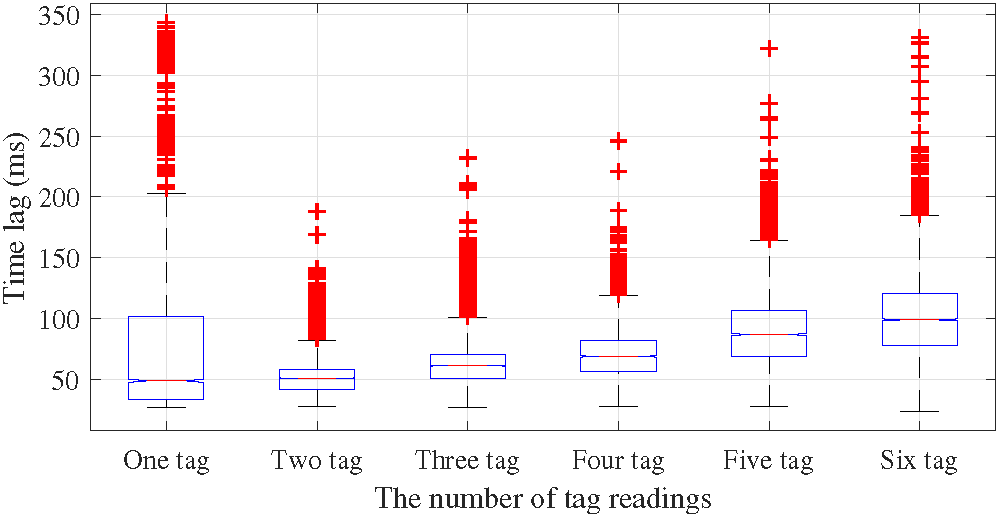 Time lag (ms)
350
300
250
200
150
100
50
One tag
Two tag
Three tag
Four tag
Five tag
Six tag
The number of tag readings